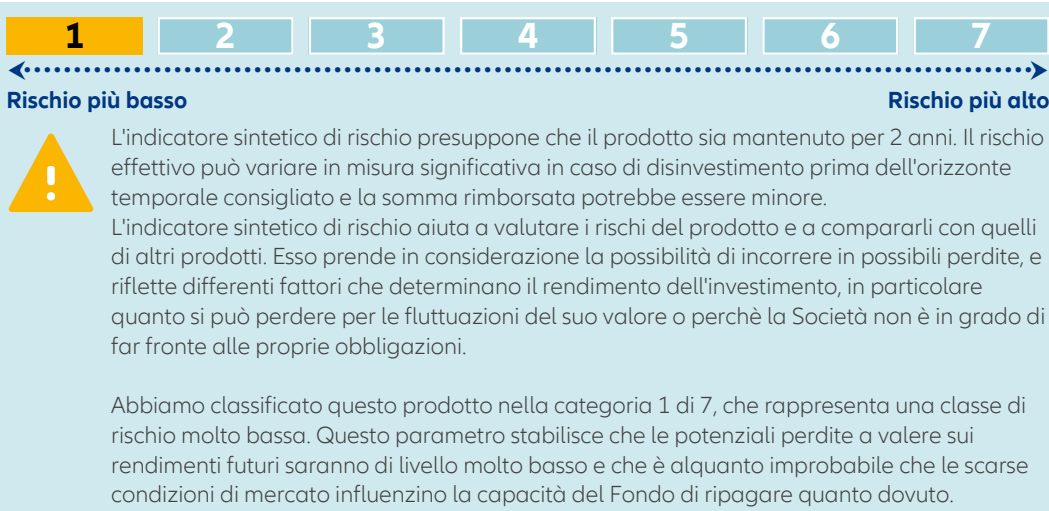 1 2 3 4 5 6 7
Rischio più basso Rischio più alto
L'indicatore sintetico di rischio presuppone che il prodotto sia mantenuto per 2 anni. Il rischio
effettivo può variare in misura significativa in caso di disinvestimento prima dell'orizzonte
temporale consigliato e la somma rimborsata potrebbe essere minore.
L'indicatore sintetico di rischio aiuta a valutare i rischi del prodotto e a compararli con quelli
di altri prodotti. Esso prende in considerazione la possibilità di incorrere in possibili perdite, e
riflette differenti fattori che determinano il rendimento dell'investimento, in particolare
quanto si può perdere per le fluttuazioni del suo valore o perchè la Società non è in grado di
far fronte alle proprie obbligazioni.
Abbiamo classificato questo prodotto nella categoria 1 di 7, che rappresenta una classe di
rischio molto bassa. Questo parametro stabilisce che le potenziali perdite a valere sui
rendimenti futuri saranno di livello molto basso e che è alquanto improbabile che le scarse
condizioni di mercato influenzino la capacità del Fondo di ripagare quanto dovuto.